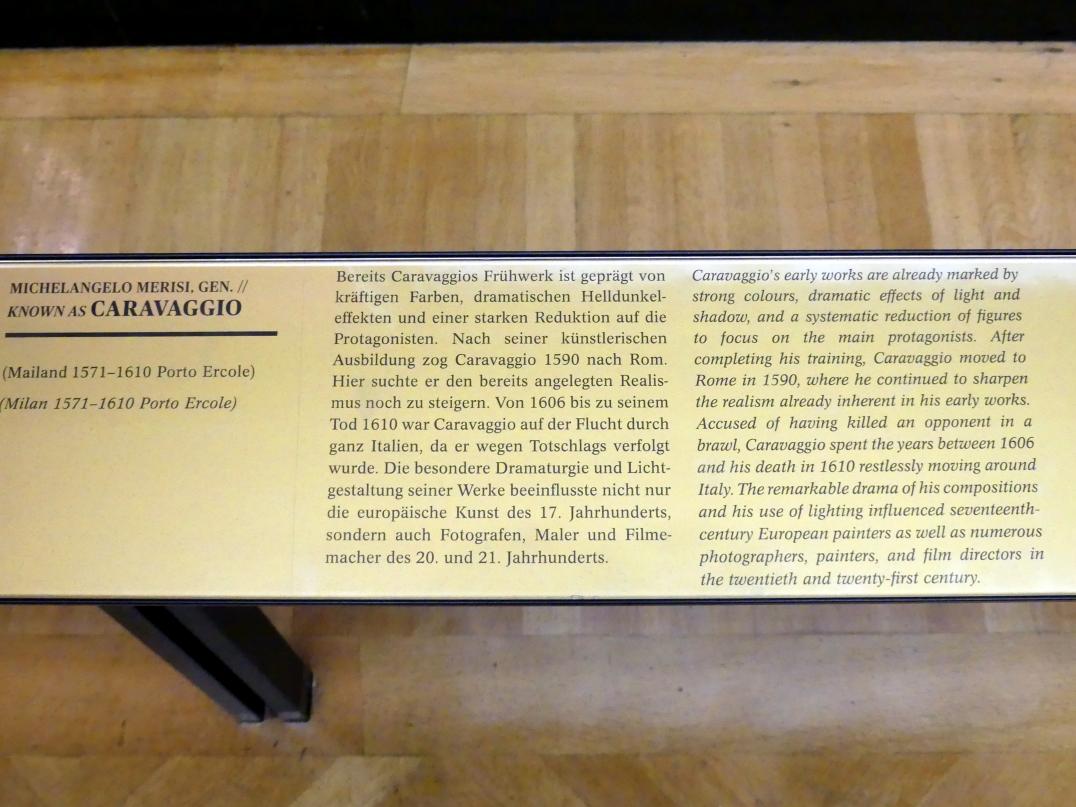 MICHELANGELO MERISI, GEN. //
KNOWN AS CARAVAGGIO
(Mailand 1571–1610 Porto Ercole)
(Milan 1571–1610 Porto Ercole)
Bereits Caravaggios Frühwerk ist geprägt von
kräftigen Farben, dramatischen Helldunkel-
effekten und einer starken Reduktion auf die
Protagonisten. Nach seiner künstlerischen
Ausbildung zog Caravaggio 1590 nach Rom.
Hier suchte er den bereits angelegten Realis-
mus noch zu steigern. Von 1606 bis zu seinem
Tod 1610 war Caravaggio auf der Flucht durch
ganz Italien, da er wegen Totschlags verfolgt
wurde. Die besondere Dramaturgie und Licht-
gestaltung seiner Werke beeinflusste nicht nur
die europäische Kunst des 17. Jahrhunderts,
sondern auch Fotografen, Maler und Filme-
macher des 20. und 21. Jahrhunderts.
Caravaggio's early works are already marked by
strong colours, dramatic effects of light and
shadow, and a systematic reduction of figures
to focus on the main protagonists. After
completing his training, Caravaggio moved to
Rome in 1590, where he continued to sharpen
the realism already inherent in his early works.
Accused of having killed an opponent in a
brawl, Caravaggio spent the years between 1606
and his death in 1610 restlessly moving around
Italy. The remarkable drama of his compositions
and his use of lighting influenced seventeenth-
century European painters as well as numerous
photographers, painters, and film directors in
the twentieth and twenty-first century.